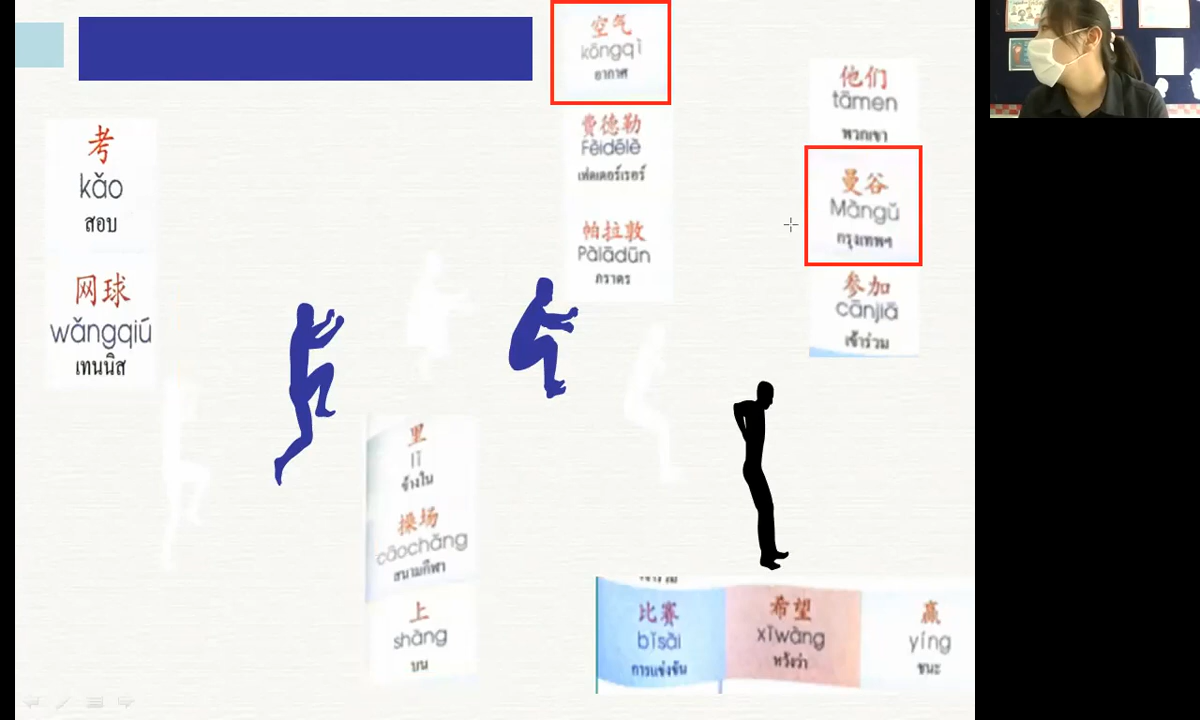 空气
kōngqì
อากาศ
费德勒
Fèidélè
เฟดเดอร์เรอร์
帕拉敦
Pàlādūn
ภราดร
他们
tāmen
พวกเขา
曼谷
Màngǔ
กรุงเทพฯ
参加
cānjiā
เข้าร่วม
考
kǎo
สอบ
网球
wǎngqiú
เทนนิส
里
lǐ
ข้างใน
操场
cāochǎng
สนามกีฬา
上
shàng
บน
比赛
bǐsài
การแข่งขัน
希望
xīwàng
หวังว่า
赢
yíng
ชนะ